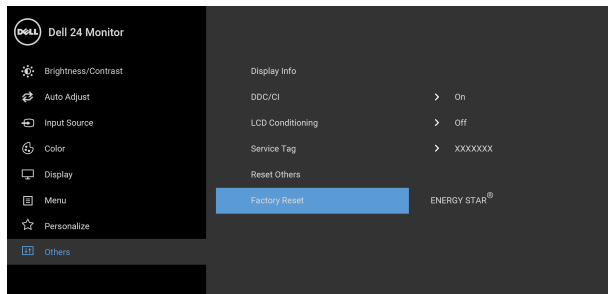 DELL Dell 24 Monitor
Brightness/Contrast Display Info
Auto Adjust DDC/CI > On
Input Source LCD Conditioning > Off
Color Service Tag > XXXXXXX
Display Reset Others
Menu Factory Reset ENERGY STAR®
Personalize
Others